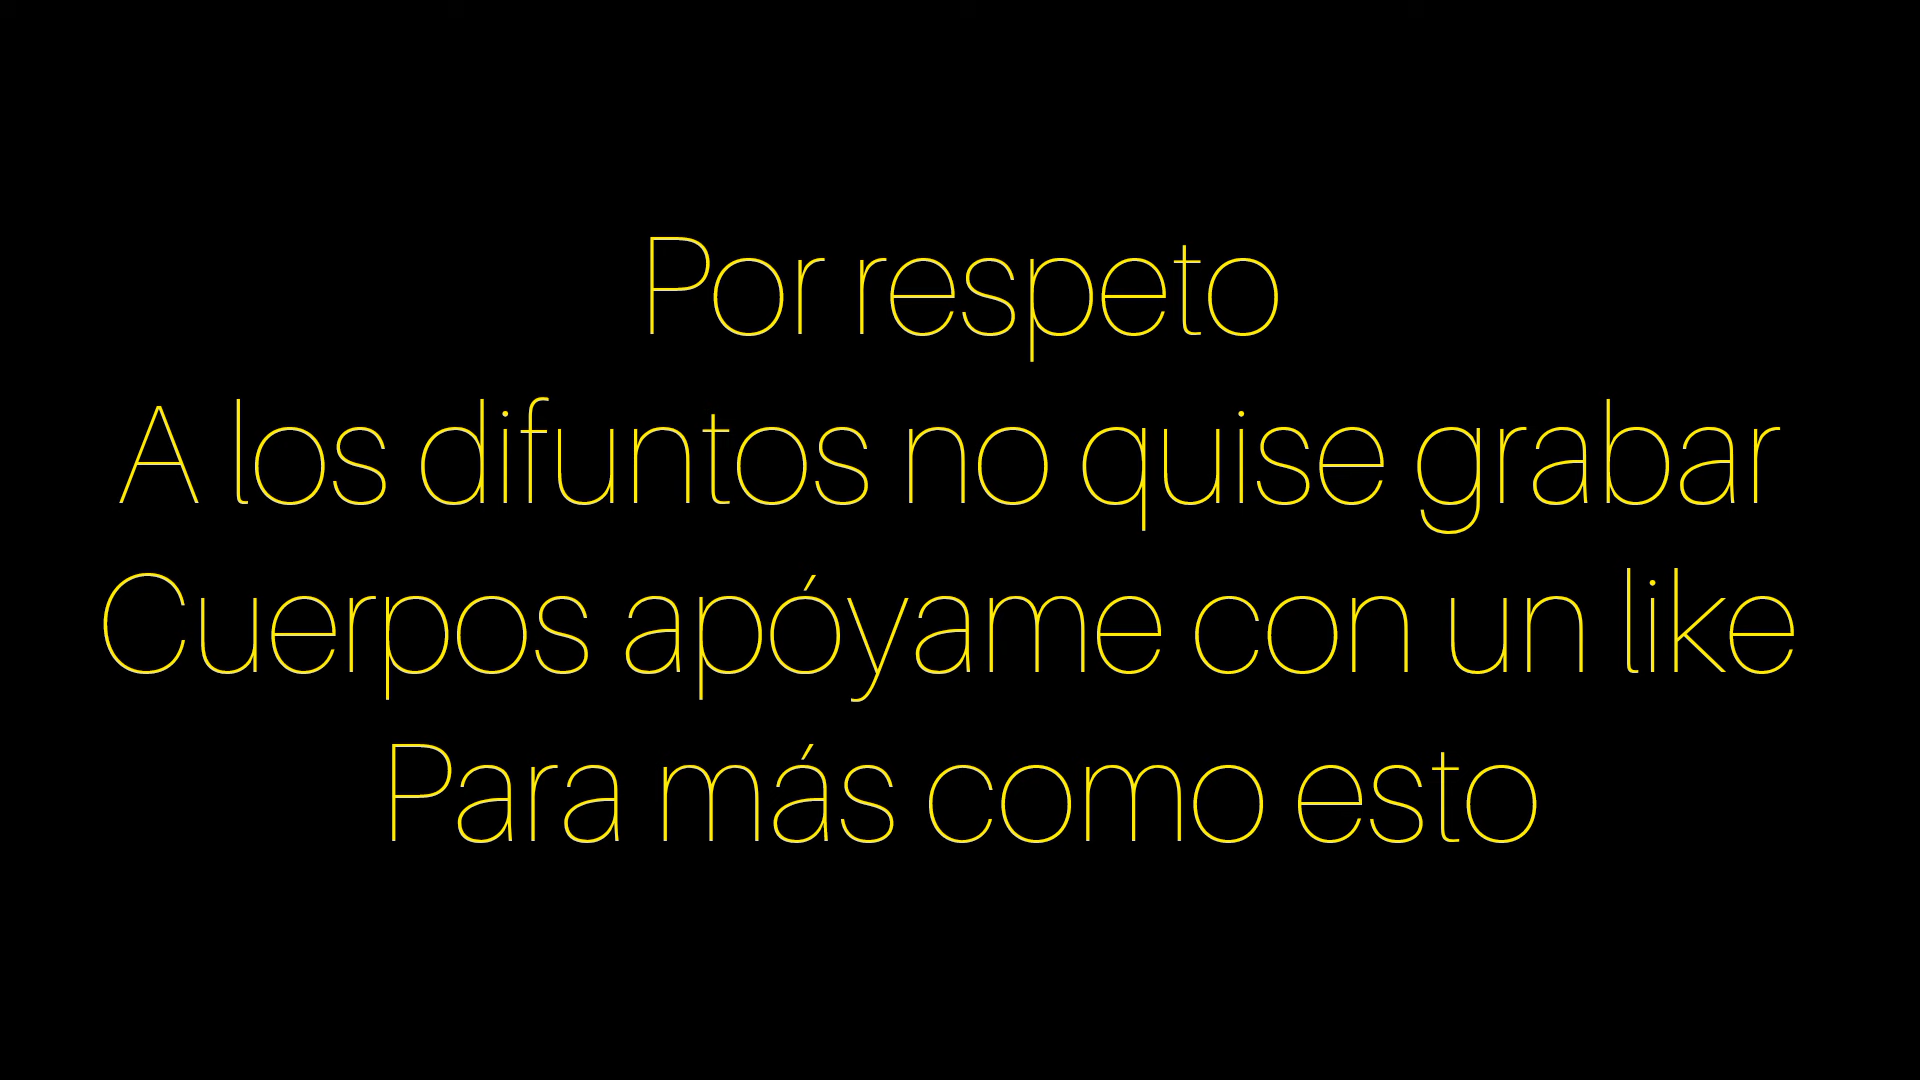 Por respeto
A los difuntos no quise grabar
Cuerpos apóyame con un like
Para más como esto